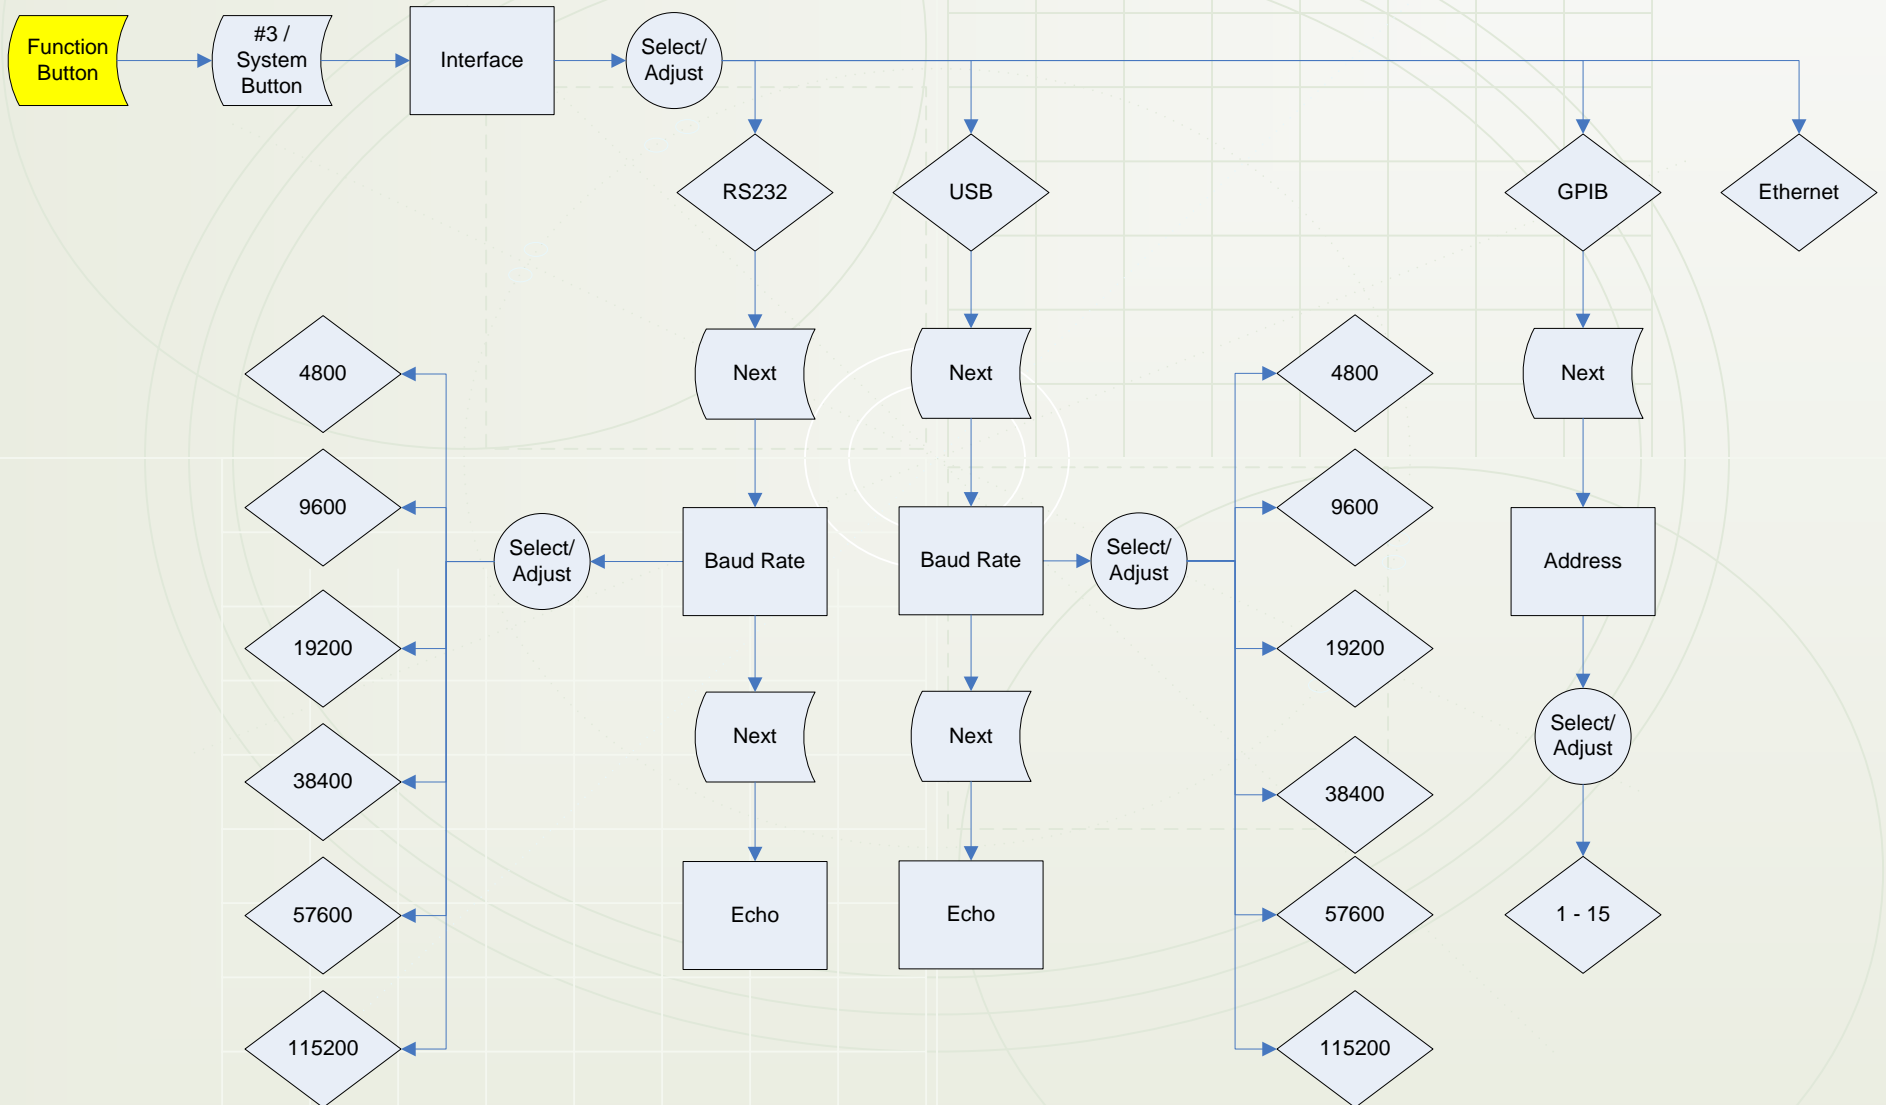 Function
Button
#3 /
System
Button
Interface
Select/
Adjust
RS232
USB
GPIB
Ethernet
4800
Next
Next
4800
Next
9600
Select/
Adjust
Baud Rate
Baud Rate
Select/
Adjust
9600
Address
19200
19200
38400
Next
Next
38400
Select/
Adjust
57600
Echo
Echo
57600
1 - 15
115200
115200